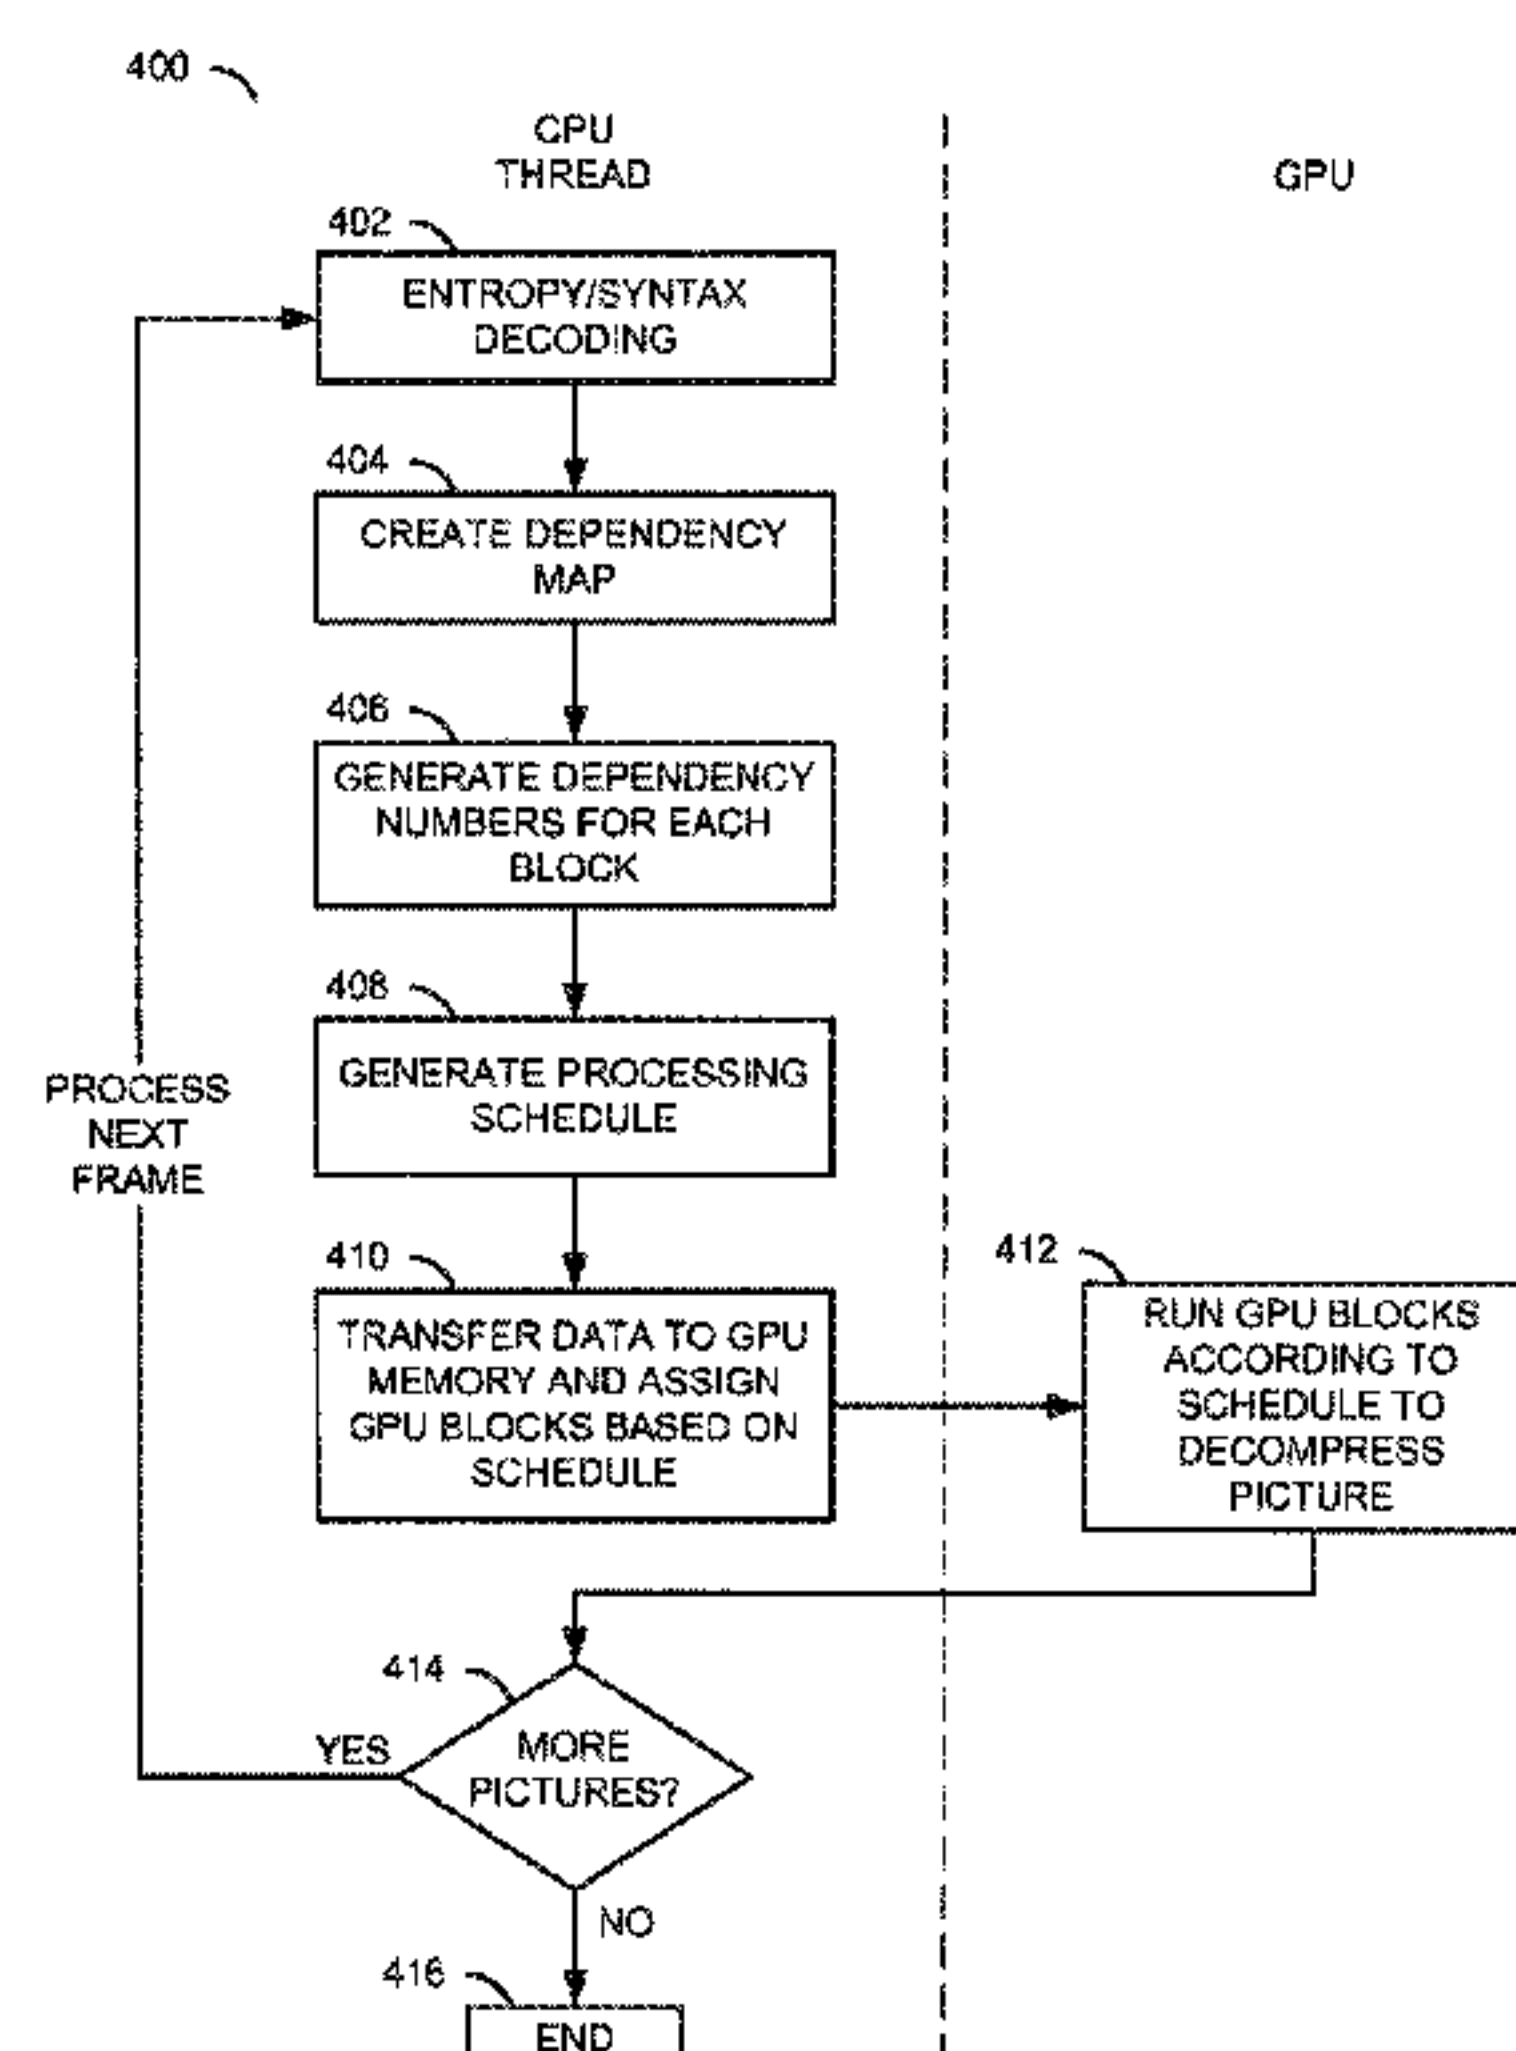 400
CPU
THREAD
GPU
402
ENTROPY/SYNTAX
DECODING
404
CREATE DEPENDENCY
MAP
406
GENERATE DEPENDENCY
NUMBERS FOR EACH
BLOCK
408
GENERATE PROCESSING
SCHEDULE
PROCESS
NEXT
FRAME
410
TRANSFER DATA TO GPU
MEMORY AND ASSIGN
GPU BLOCKS BASED ON
SCHEDULE
412
RUN GPU BLOCKS
ACCORDING TO
SCHEDULE TO
DECOMPRESS
PICTURE
414
YES
MORE
PICTURES?
NO
416
END